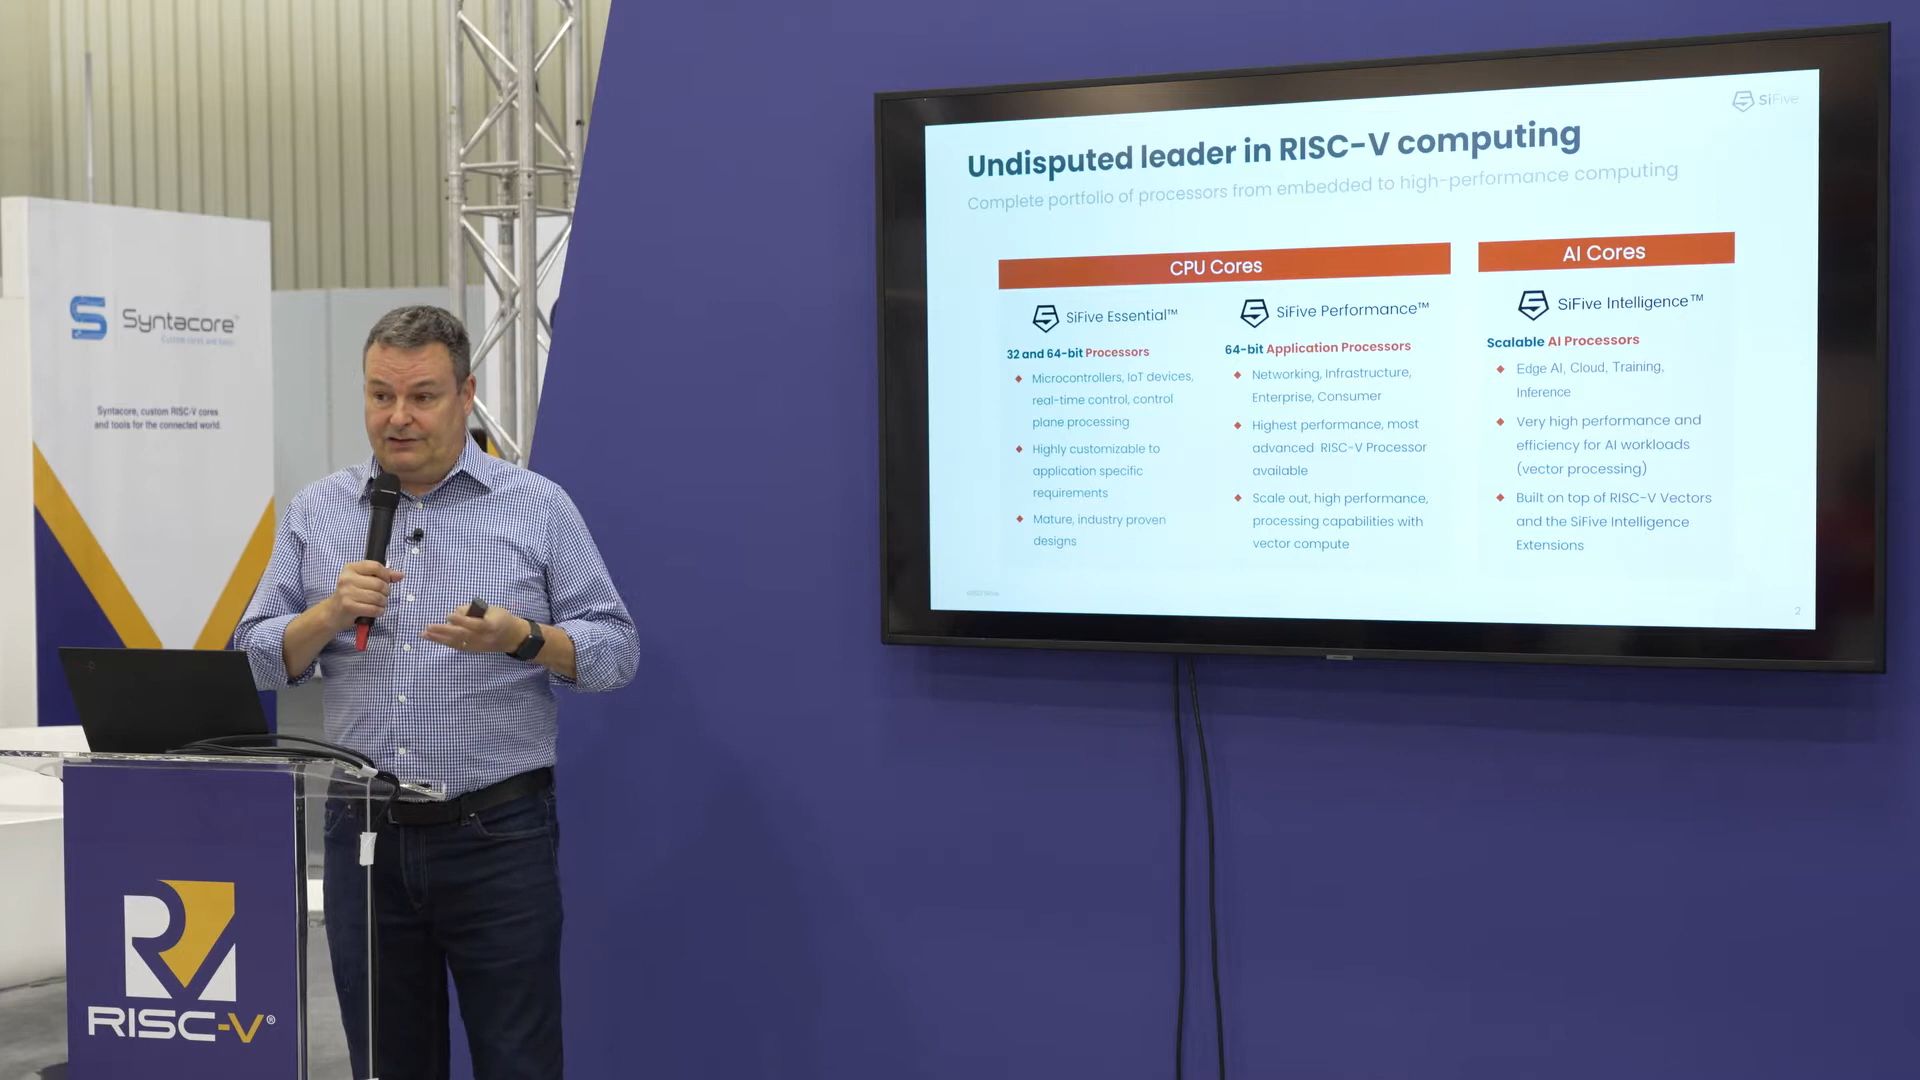 Syntacore
Custom cores and tools
Syntacore, custom RISC-V cores
and tools for the connected world.
RISC-V®
SiFive
Undisputed leader in RISC-V computing
Complete portfolio of processors from embedded to high-performance computing
CPU Cores
SiFive Essential™
32 and 64-bit Processors
Microcontrollers, IoT devices,
real-time control, control
plane processing
Highly customizable to
application specific
requirements
Mature, industry proven
designs
SiFive Performance™
64-bit Application Processors
Networking, Infrastructure,
Enterprise, Consumer
Highest performance, most
advanced RISC-V Processor
available
Scale out, high performance,
processing capabilities with
vector compute
AI Cores
SiFive Intelligence™
Scalable AI Processors
Edge AI, Cloud, Training,
Inference
Very high performance and
efficiency for AI workloads
(vector processing)
Built on top of RISC-V Vectors
and the SiFive Intelligence
Extensions
2